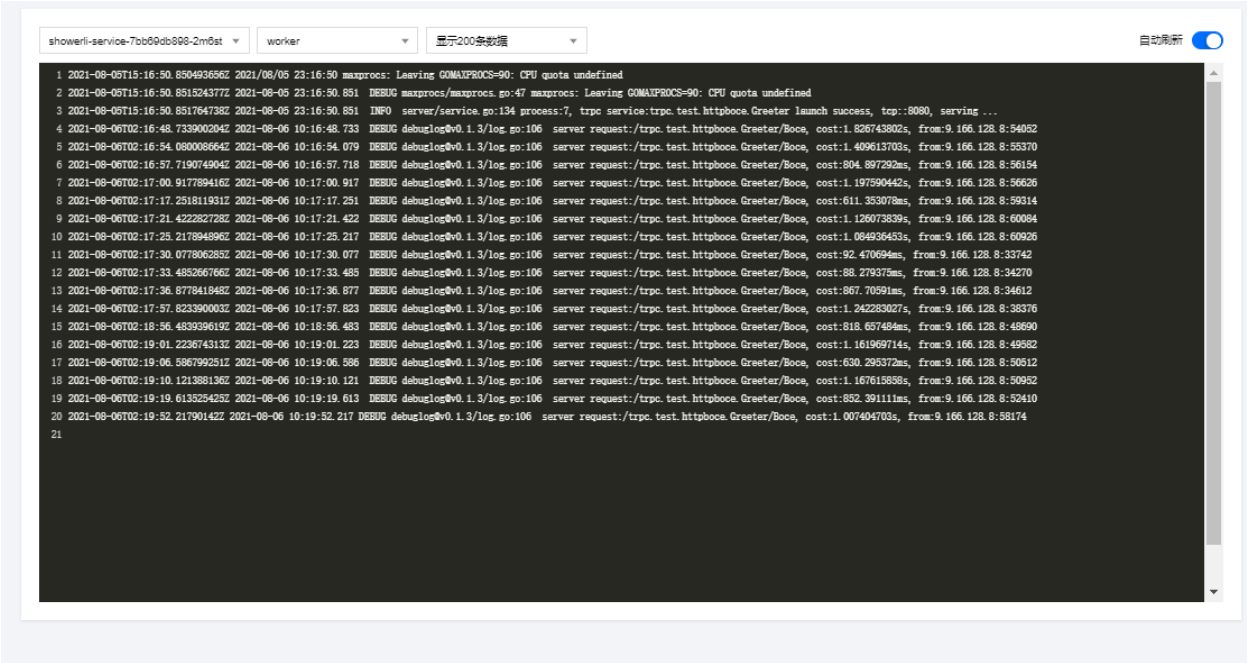 showerli-service-7bb69db898-2m6st worker 显示200条数据 自动刷新
1 2021-08-05T15:16:50.850493656Z 2021/08/05 23:16:50 maxprocs: Leaving GOMAXPROCS=90: CPU quota undefined
2 2021-08-05T15:16:50.851524377Z 2021-08-05 23:16:50.851 DEBUG maxprocs/maxprocs.go:47 maxprocs: Leaving GOMAXPROCS=90: CPU quota undefined
3 2021-08-05T15:16:50.851764738Z 2021-08-05 23:16:50.851 INFO server/service.go:134 process:7, trpc service:trpc.test.httpboce.Greeter launch success, tcp::8080, serving ...
4 2021-08-06T02:16:48.733900204Z 2021-08-06 10:16:48.733 DEBUG debuglog@v0.1.3/log.go:106 server request:/trpc.test.httpboce.Greeter/Boce, cost:1.826743802s, from:9.166.128.8:54052
5 2021-08-06T02:16:54.080008664Z 2021-08-06 10:16:54.079 DEBUG debuglog@v0.1.3/log.go:106 server request:/trpc.test.httpboce.Greeter/Boce, cost:1.409613703s, from:9.166.128.8:55370
6 2021-08-06T02:16:57.719074904Z 2021-08-06 10:16:57.718 DEBUG debuglog@v0.1.3/log.go:106 server request:/trpc.test.httpboce.Greeter/Boce, cost:804.897292ms, from:9.166.128.8:56154
7 2021-08-06T02:17:00.917789416Z 2021-08-06 10:17:00.917 DEBUG debuglog@v0.1.3/log.go:106 server request:/trpc.test.httpboce.Greeter/Boce, cost:1.197590442s, from:9.166.128.8:56626
8 2021-08-06T02:17:17.251811931Z 2021-08-06 10:17:17.251 DEBUG debuglog@v0.1.3/log.go:106 server request:/trpc.test.httpboce.Greeter/Boce, cost:611.353078ms, from:9.166.128.8:59314
9 2021-08-06T02:17:21.422282728Z 2021-08-06 10:17:21.422 DEBUG debuglog@v0.1.3/log.go:106 server request:/trpc.test.httpboce.Greeter/Boce, cost:1.126073839s, from:9.166.128.8:60084
10 2021-08-06T02:17:25.217894896Z 2021-08-06 10:17:25.217 DEBUG debuglog@v0.1.3/log.go:106 server request:/trpc.test.httpboce.Greeter/Boce, cost:1.084936453s, from:9.166.128.8:60926
11 2021-08-06T02:17:30.077806285Z 2021-08-06 10:17:30.077 DEBUG debuglog@v0.1.3/log.go:106 server request:/trpc.test.httpboce.Greeter/Boce, cost:92.470694ms, from:9.166.128.8:33742
12 2021-08-06T02:17:33.485266766Z 2021-08-06 10:17:33.485 DEBUG debuglog@v0.1.3/log.go:106 server request:/trpc.test.httpboce.Greeter/Boce, cost:88.279375ms, from:9.166.128.8:34270
13 2021-08-06T02:17:36.877841848Z 2021-08-06 10:17:36.877 DEBUG debuglog@v0.1.3/log.go:106 server request:/trpc.test.httpboce.Greeter/Boce, cost:867.70591ms, from:9.166.128.8:34612
14 2021-08-06T02:17:57.823390003Z 2021-08-06 10:17:57.823 DEBUG debuglog@v0.1.3/log.go:106 server request:/trpc.test.httpboce.Greeter/Boce, cost:1.242283027s, from:9.166.128.8:38376
15 2021-08-06T02:18:56.483939619Z 2021-08-06 10:18:56.483 DEBUG debuglog@v0.1.3/log.go:106 server request:/trpc.test.httpboce.Greeter/Boce, cost:818.657484ms, from:9.166.128.8:48690
16 2021-08-06T02:19:01.223674313Z 2021-08-06 10:19:01.223 DEBUG debuglog@v0.1.3/log.go:106 server request:/trpc.test.httpboce.Greeter/Boce, cost:1.161969714s, from:9.166.128.8:49582
17 2021-08-06T02:19:06.586799251Z 2021-08-06 10:19:06.586 DEBUG debuglog@v0.1.3/log.go:106 server request:/trpc.test.httpboce.Greeter/Boce, cost:630.295372ms, from:9.166.128.8:50512
18 2021-08-06T02:19:10.121388136Z 2021-08-06 10:19:10.121 DEBUG debuglog@v0.1.3/log.go:106 server request:/trpc.test.httpboce.Greeter/Boce, cost:1.167615858s, from:9.166.128.8:50952
19 2021-08-06T02:19:19.613525425Z 2021-08-06 10:19:19.613 DEBUG debuglog@v0.1.3/log.go:106 server request:/trpc.test.httpboce.Greeter/Boce, cost:852.391111ms, from:9.166.128.8:52410
20 2021-08-06T02:19:52.21790142Z 2021-08-06 10:19:52.217 DEBUG debuglog@v0.1.3/log.go:106 server request:/trpc.test.httpboce.Greeter/Boce, cost:1.007404703s, from:9.166.128.8:58174
21